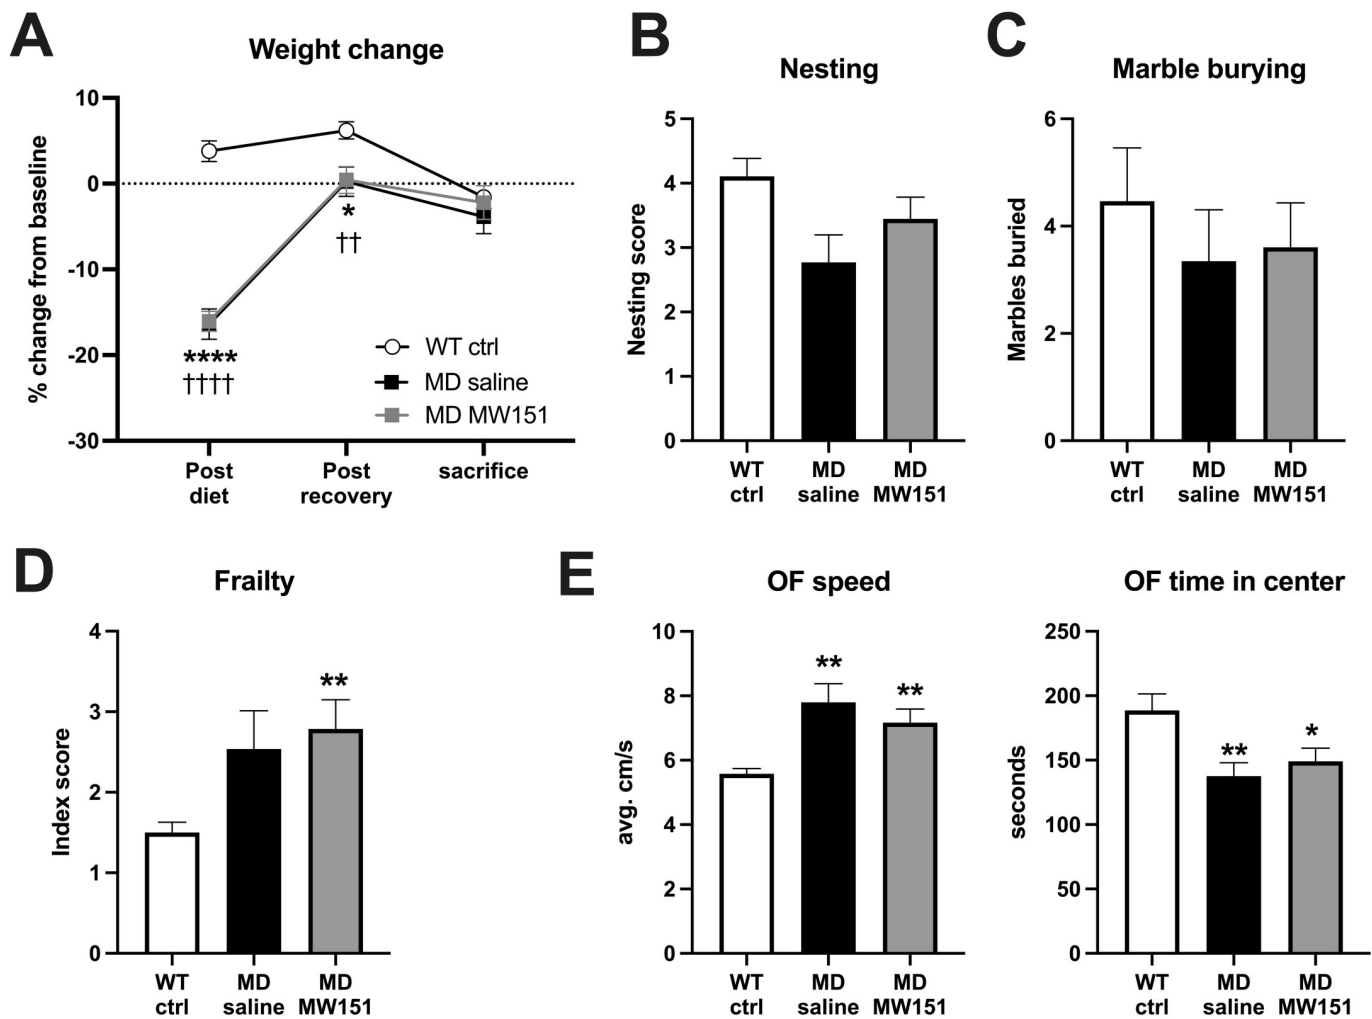 A
Weight change
10
0
-10
-20
-30
% change from baseline
*
††
****
††††
WT ctrl
MD saline
MD MW151
Post
diet
Post
recovery
sacrifice
B
Nesting
5
4
3
2
1
0
Nesting score
WT
ctrl
MD
saline
MD
MW151
C
Marble burying
6
4
2
0
Marbles buried
WT
ctrl
MD
saline
MD
MW151
D
Frailty
4
3
2
1
0
Index score
**
WT
ctrl
MD
saline
MD
MW151
E
OF speed
10
8
6
4
2
0
avg. cm/s
**
**
WT
ctrl
MD
saline
MD
MW151
OF time in center
250
200
150
100
50
0
seconds
**
*
WT
ctrl
MD
saline
MD
MW151